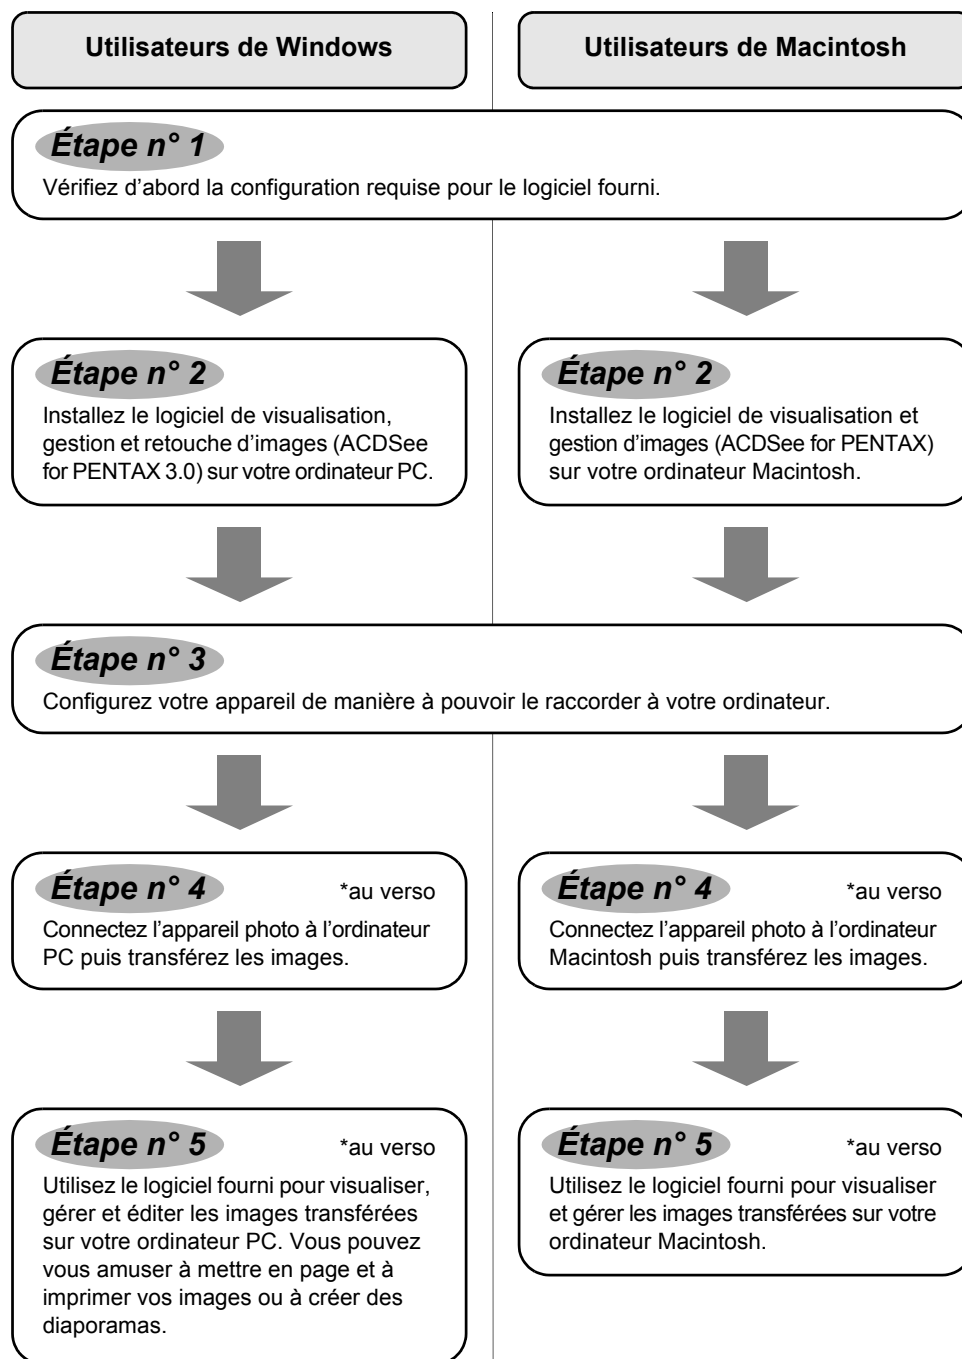 Utilisateurs de Windows
Utilisateurs de Macintosh
Étape n° 1
Vérifiez d'abord la configuration requise pour le logiciel fourni.
Étape n° 2
Installez le logiciel de visualisation,
gestion et retouche d'images (ACDSee
for PENTAX 3.0) sur votre ordinateur PC.
Étape n° 2
Installez le logiciel de visualisation et
gestion d'images (ACDSee for PENTAX)
sur votre ordinateur Macintosh.
Étape n° 3
Configurez votre appareil de manière à pouvoir le raccorder à votre ordinateur.
Étape n° 4 *au verso
Connectez l'appareil photo à l'ordinateur
PC puis transférez les images.
Étape n° 4 *au verso
Connectez l'appareil photo à l'ordinateur
Macintosh puis transférez les images.
Étape n° 5 *au verso
Utilisez le logiciel fourni pour visualiser,
gérer et éditer les images transférées
sur votre ordinateur PC. Vous pouvez
vous amuser à mettre en page et à
imprimer vos images ou à créer des
diaporamas.
Étape n° 5 *au verso
Utilisez le logiciel fourni pour visualiser
et gérer les images transférées sur votre
ordinateur Macintosh.